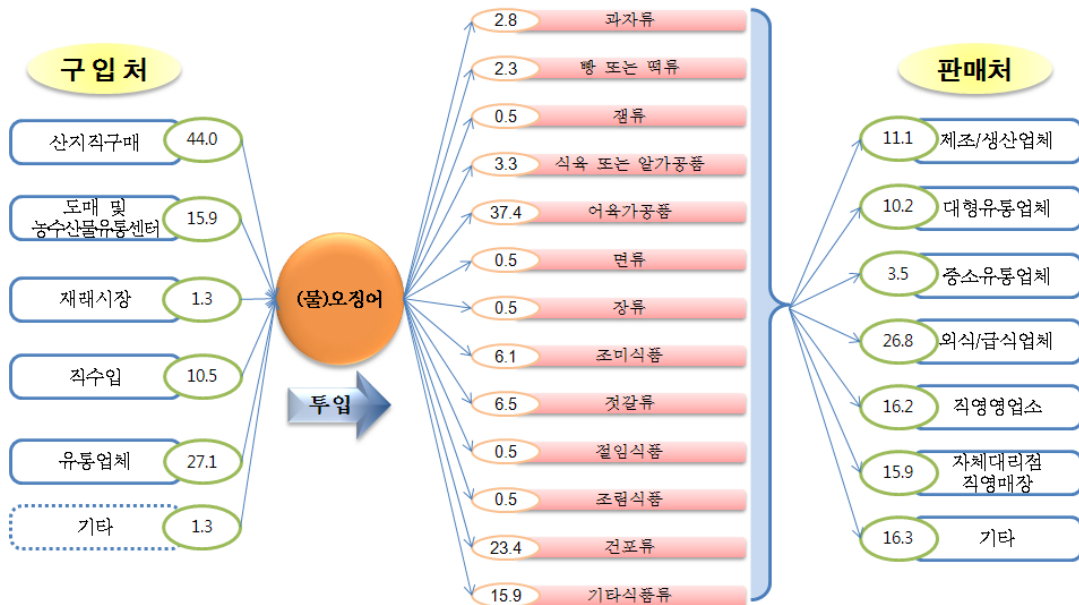 구입처
산지직구매
44.0
도매 및
농수산물유통센터
15.9
재래시장
1.3
직수입
10.5
유통업체
27.1
기타
1.3
(물)오징어
투입
2.8
과자류
2.3
빵 또는 떡류
0.5
잼류
3.3
식육 또는 알가공품
37.4
어육가공품
0.5
면류
0.5
장류
6.1
조미식품
6.5
젓갈류
0.5
절임식품
0.5
조림식품
23.4
건포류
15.9
기타식품류
판매처
11.1
제조/생산업체
10.2
대형유통업체
3.5
중소유통업체
26.8
외식/급식업체
16.2
직영영업소
15.9
자체대리점
직영매장
16.3
기타